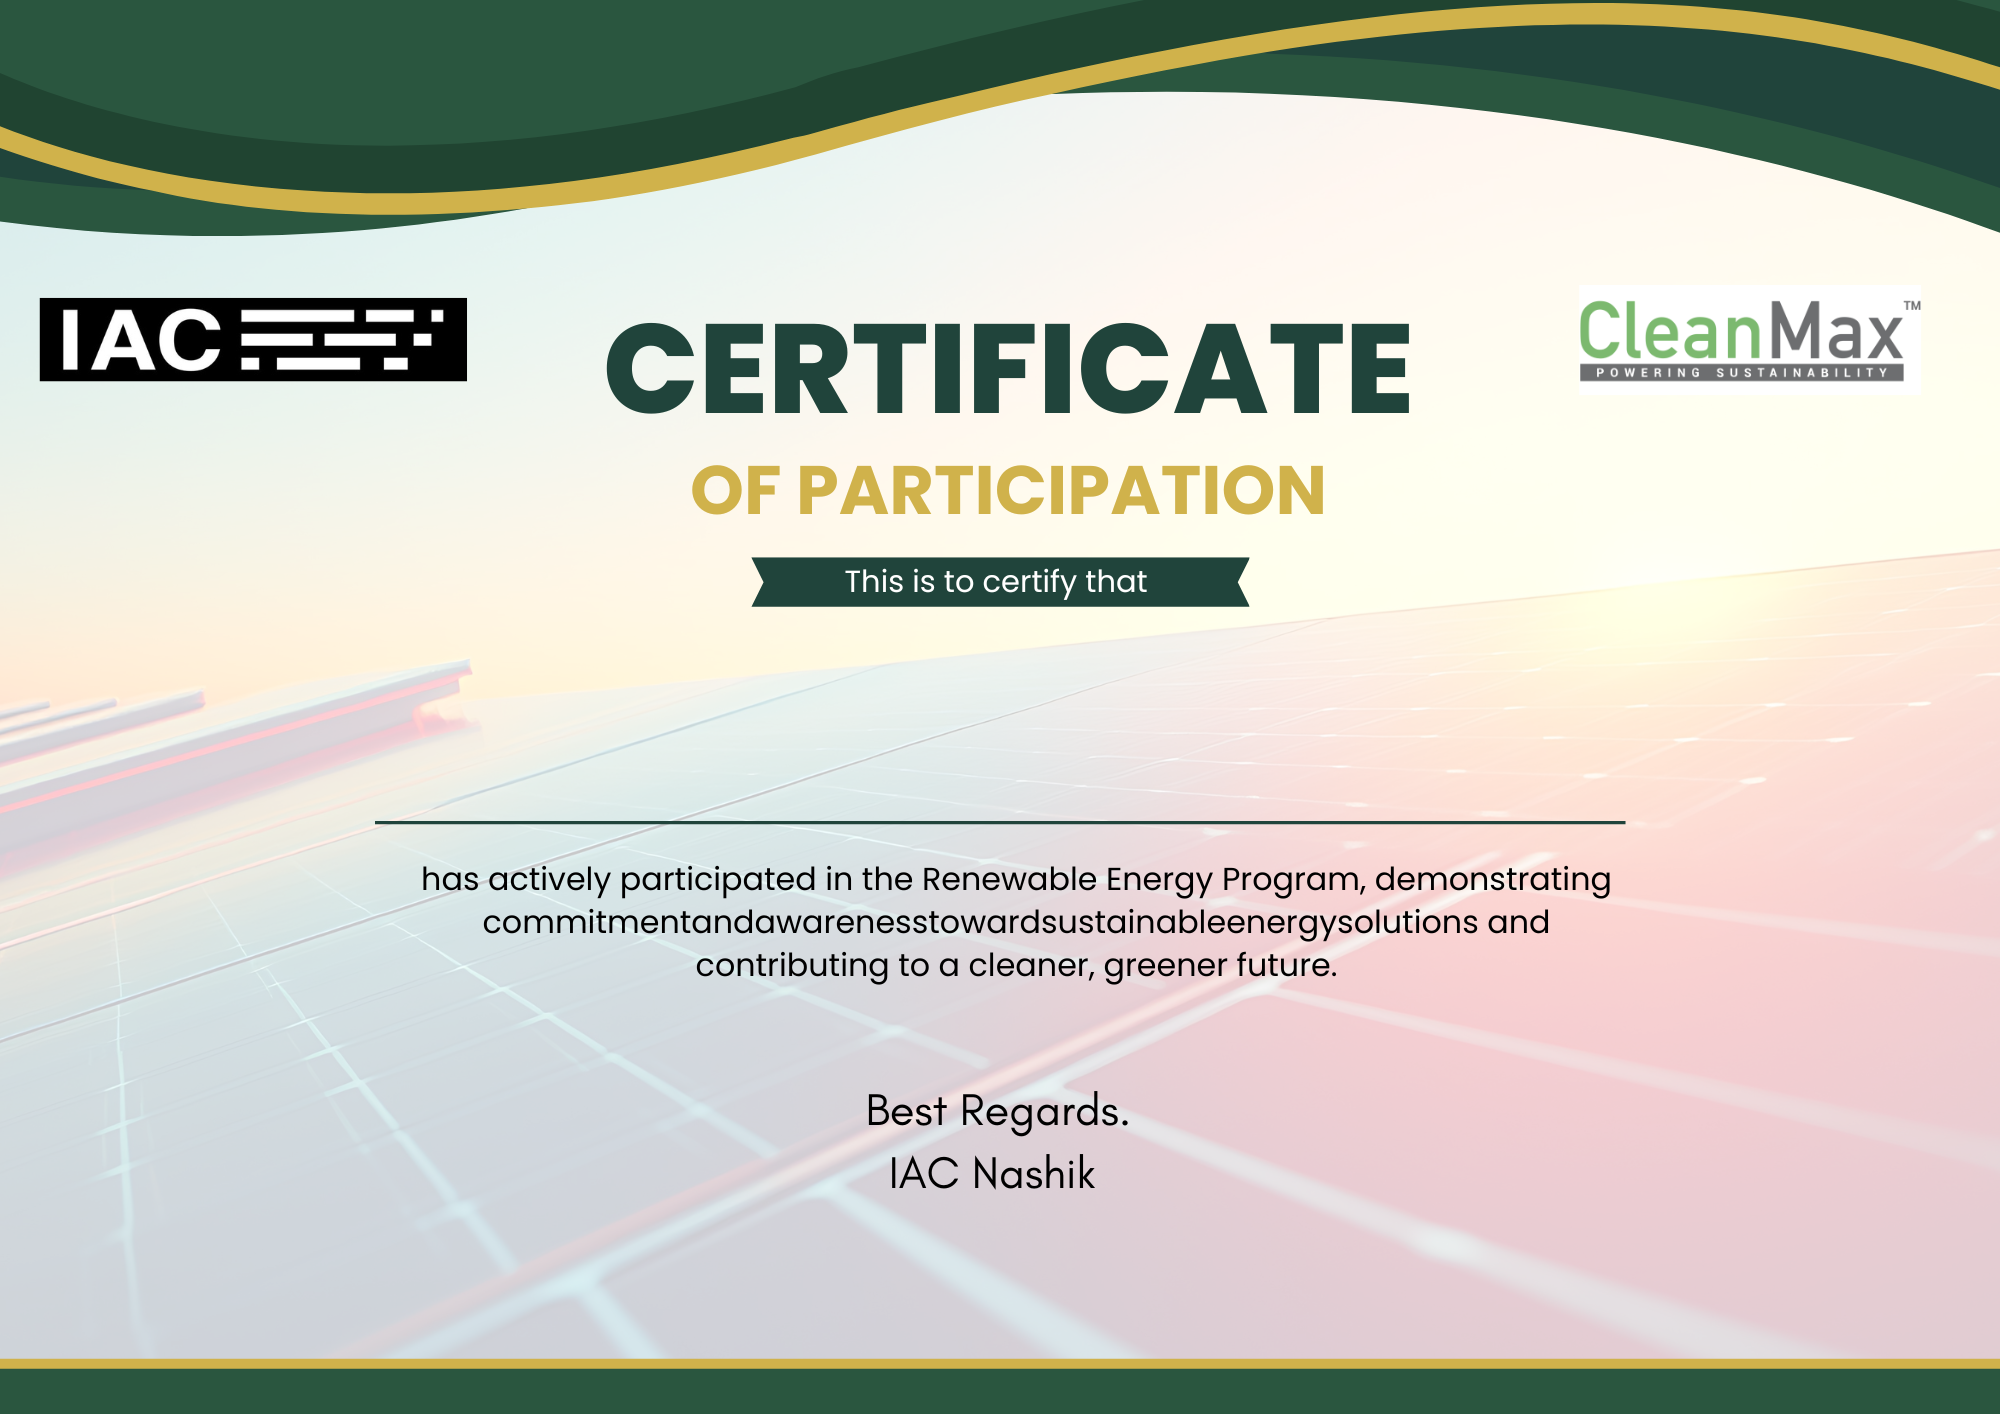 IAC
CERTIFICATE
CleanMax™
POWERING SUSTAINABILITY
OF PARTICIPATION
This is to certify that
has actively participated in the Renewable Energy Program, demonstrating
commitmentandawarenesstowardsustainableenergysolutions and
contributing to a cleaner, greener future.
Best Regards.
IAC Nashik